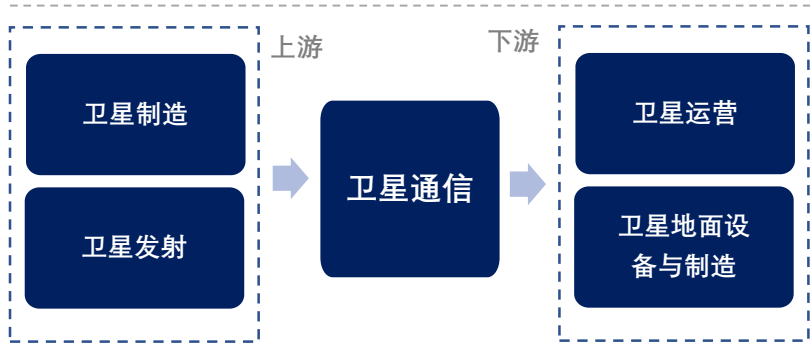 上游
下游
卫星制造
卫星发射
卫星通信
卫星运营
卫星地面设
备与制造